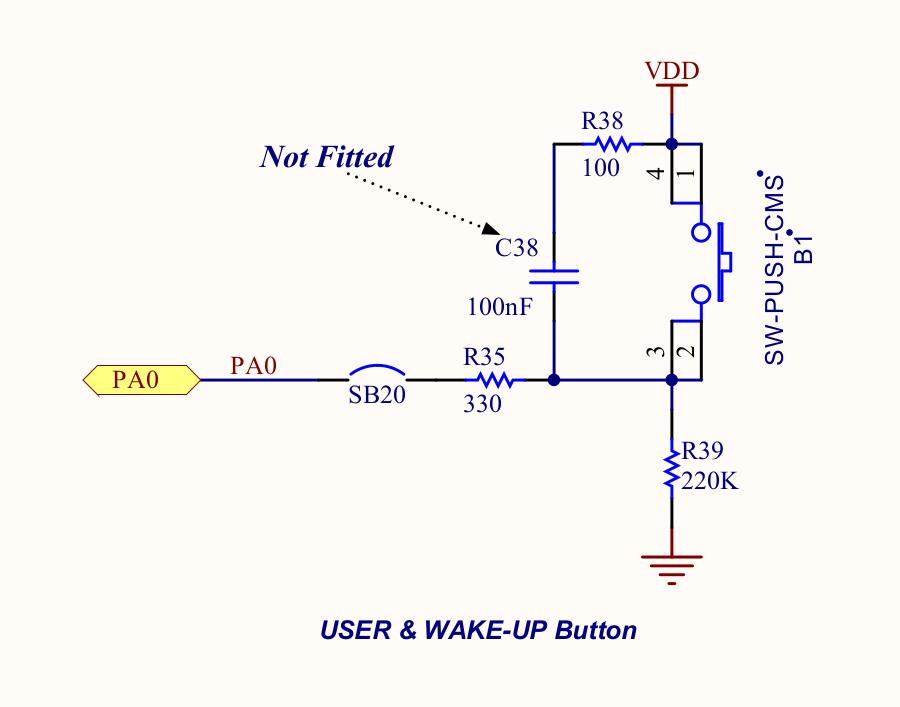 VDD
R38
100
Not Fitted
4
1
SW-PUSH-CMS
B1
C38
100nF
3
2
R35
330
PA0
PA0
SB20
R39
220K
USER & WAKE-UP Button